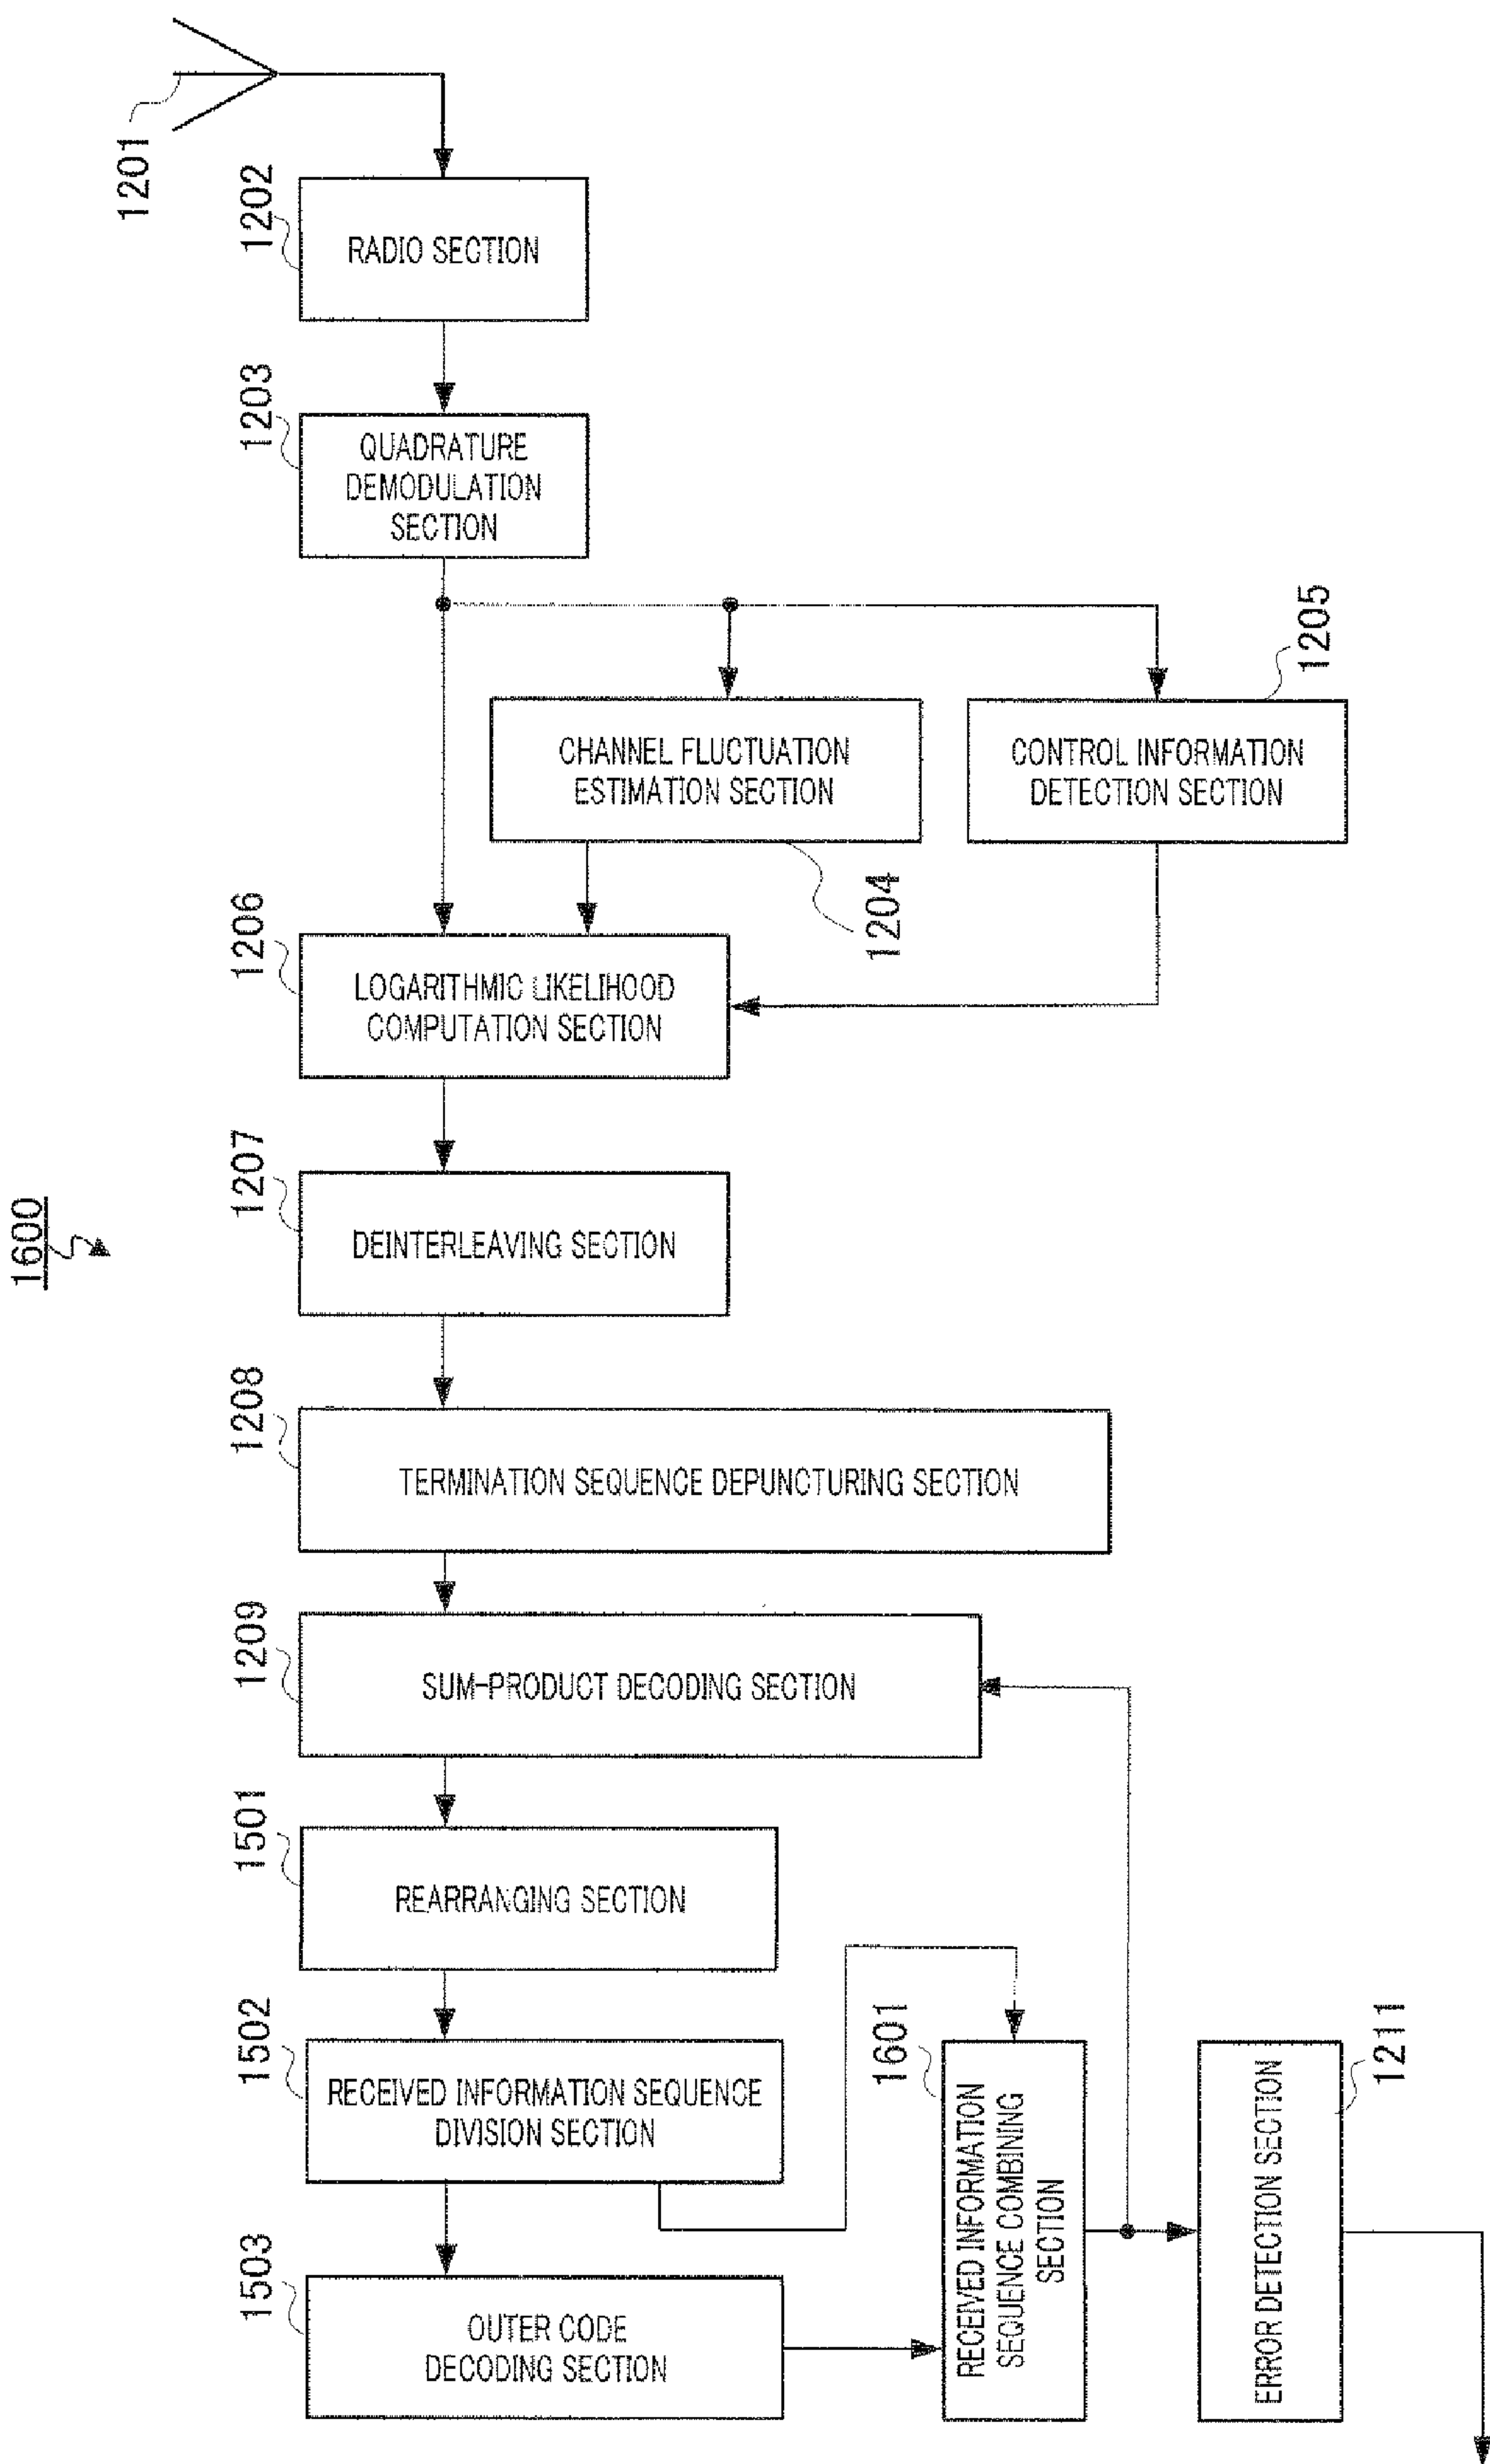 1600
1201
1202
RADIO SECTION
1203
QUADRATURE
DEMODULATION
SECTION
1205
CHANNEL FLUCTUATION
ESTIMATION SECTION
CONTROL INFORMATION
DETECTION SECTION
1204
1206
LOGARITHMIC LIKELIHOOD
COMPUTATION SECTION
1207
DEINTERLEAVING SECTION
1208
TERMINATION SEQUENCE DEPUNCTURING SECTION
1209
SUM-PRODUCT DECODING SECTION
1501
REARRANGING SECTION
1502
RECEIVED INFORMATION SEQUENCE
DIVISION SECTION
1601
RECEIVED INFORMATION
SEQUENCE COMBINING
SECTION
1211
ERROR DETECTION SECTION
1503
OUTER CODE
DECODING SECTION